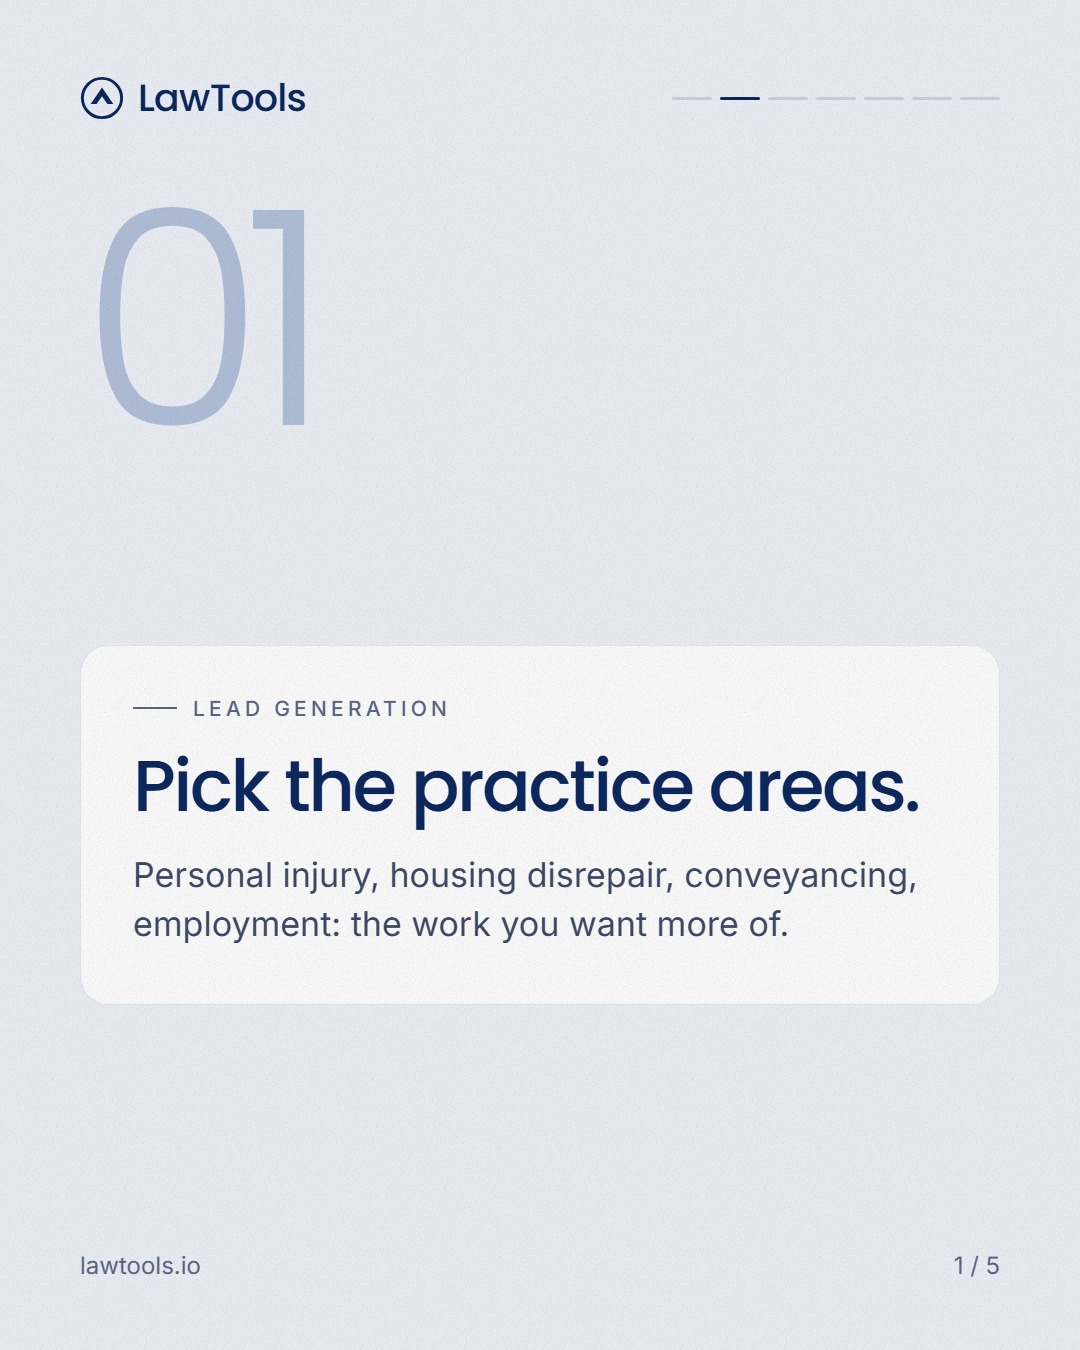 LawTools
01
LEAD GENERATION
Pick the practice areas.
Personal injury, housing disrepair, conveyancing,
employment: the work you want more of.
lawtools.io
1 / 5